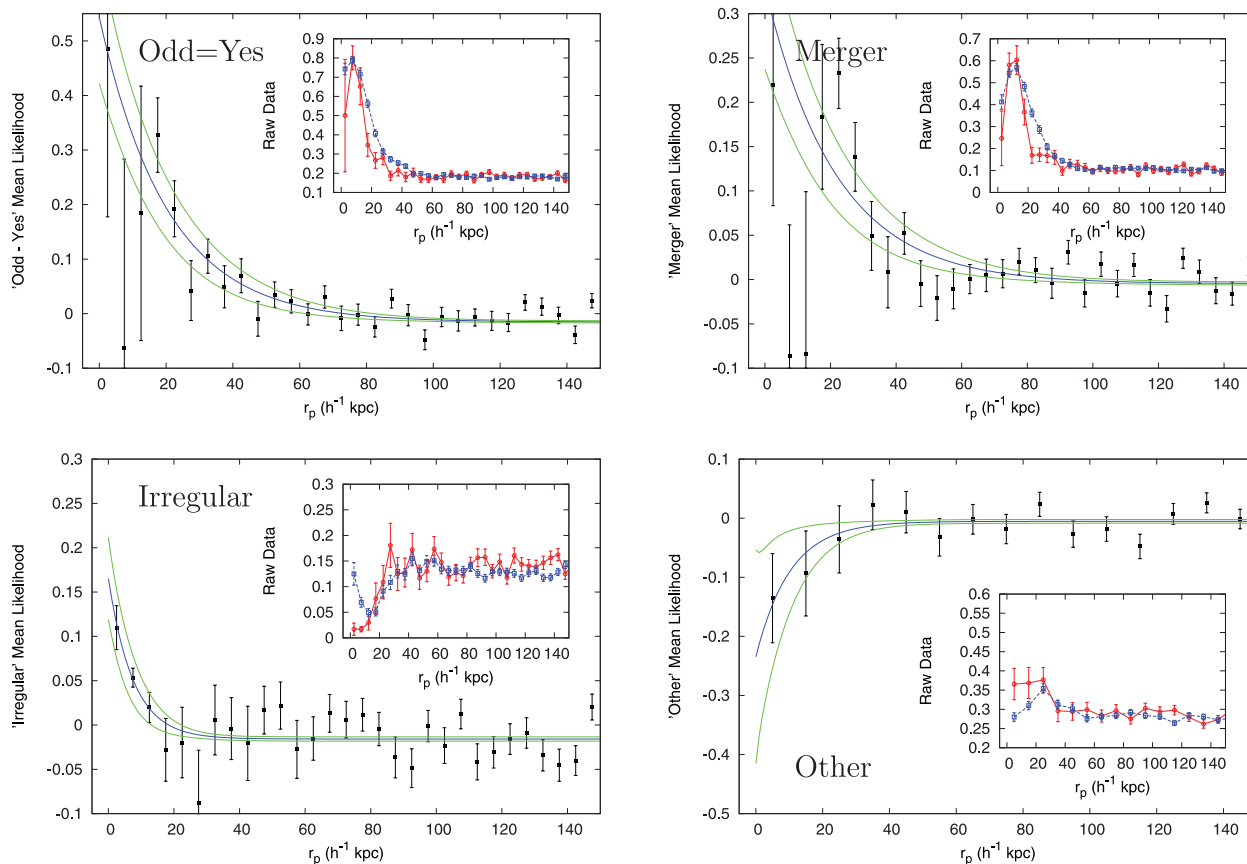 Odd=Yes
'Odd - Yes' Mean Likelihood
0.5
0.4
0.3
0.2
0.1
0
-0.1
0 20 40 60 80 100 120 140
r_p (h^-1 kpc)
Raw Data
0.9
0.8
0.7
0.6
0.5
0.4
0.3
0.2
0.1
0 20 40 60 80 100 120 140
r_p (h^-1 kpc)
Merger
'Merger' Mean Likelihood
0.3
0.25
0.2
0.15
0.1
0.05
0
-0.05
-0.1
0 20 40 60 80 100 120 140
r_p (h^-1 kpc)
Raw Data
0.7
0.6
0.5
0.4
0.3
0.2
0.1
0
0 20 40 60 80 100 120 140
r_p (h^-1 kpc)
Irregular
'Irregular' Mean Likelihood
0.3
0.25
0.2
0.15
0.1
0.05
0
-0.05
-0.1
0 20 40 60 80 100 120 140
r_p (h^-1 kpc)
Raw Data
0.3
0.25
0.2
0.15
0.1
0.05
0
0 20 40 60 80 100 120 140
r_p (h^-1 kpc)
Other
'Other' Mean Likelihood
0.1
0
-0.1
-0.2
-0.3
-0.4
-0.5
0 20 40 60 80 100 120 140
r_p (h^-1 kpc)
Raw Data
0.6
0.55
0.5
0.45
0.4
0.35
0.3
0.25
0.2
0 20 40 60 80 100 120 140
r_p (h^-1 kpc)